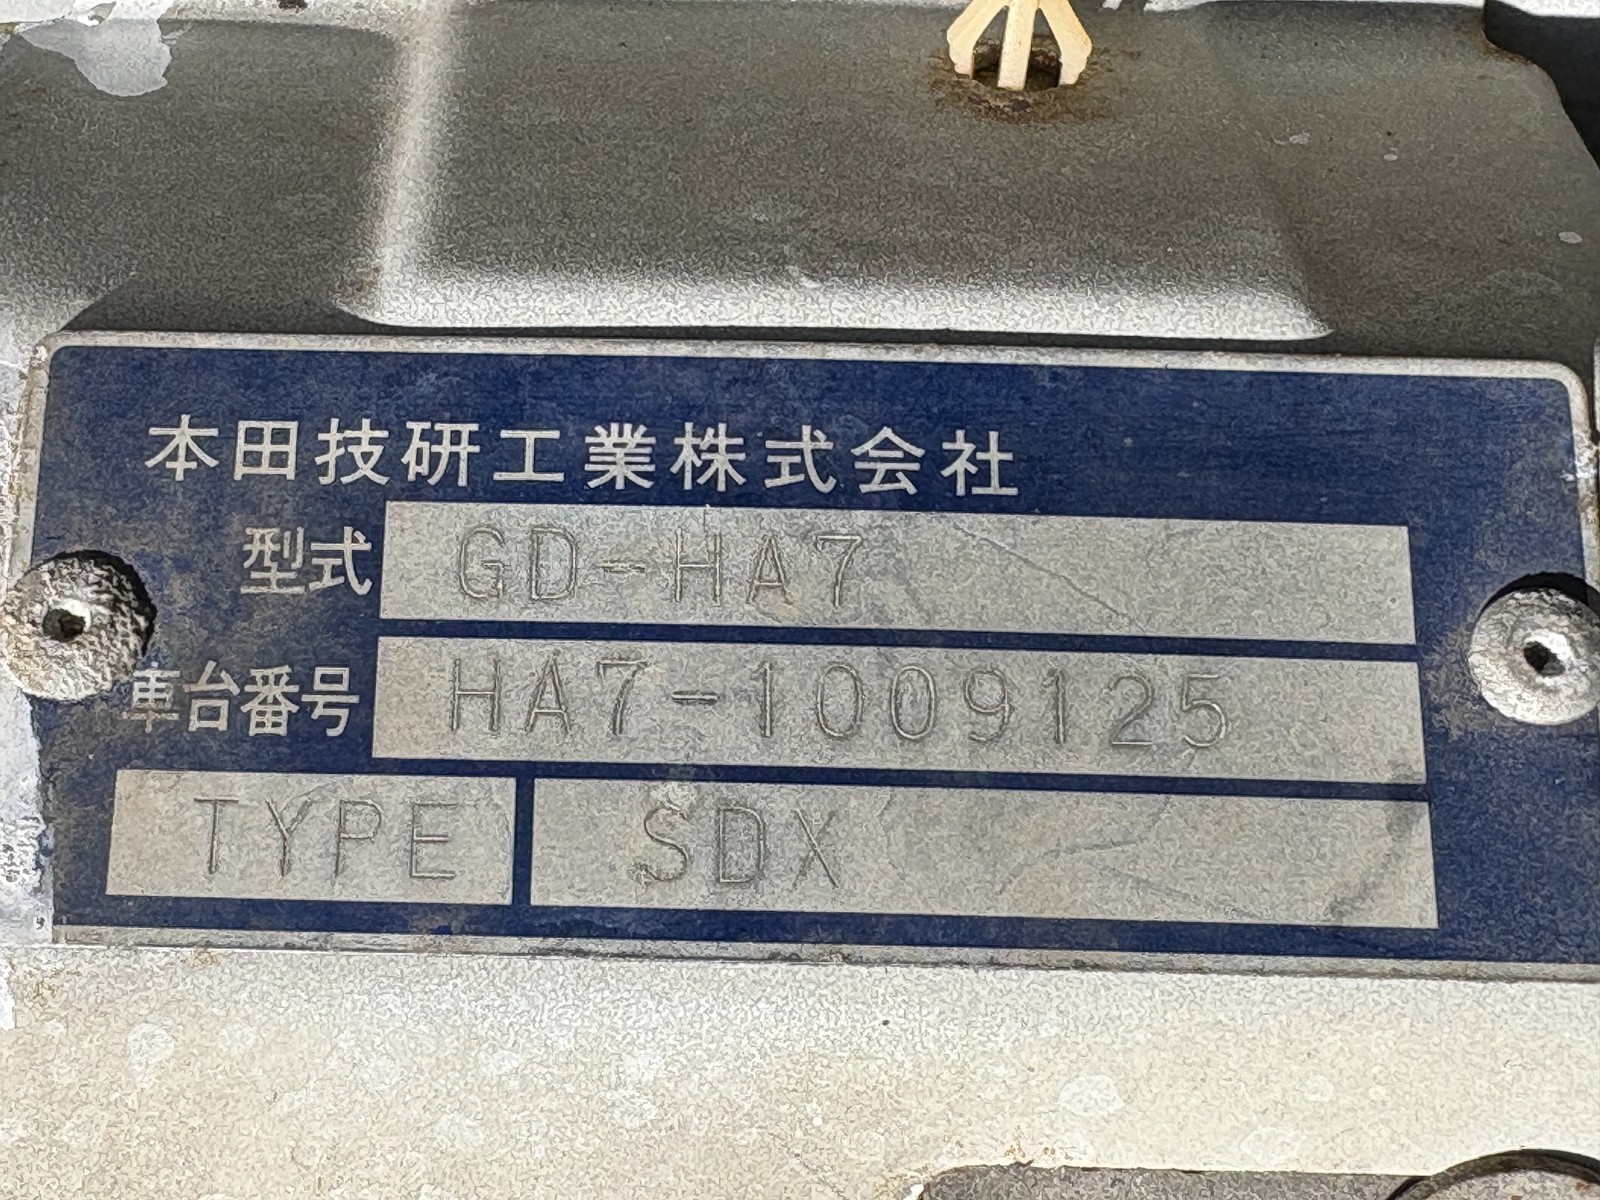 本田技研工業株式会社
型式 GD-HA7
車台番号 HA7-1009125
TYPE SDX